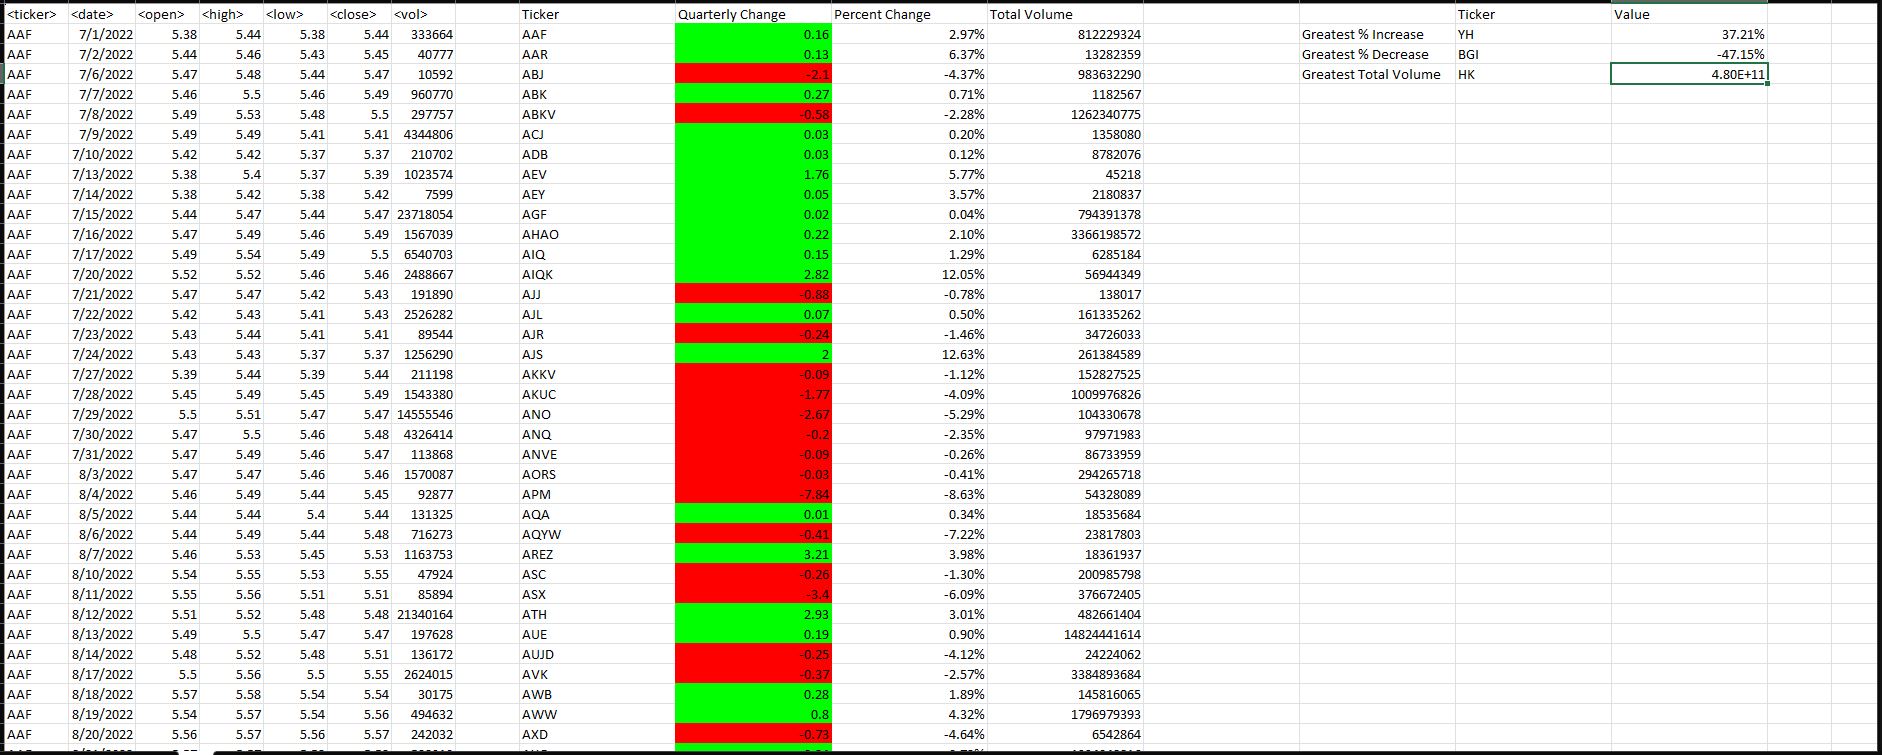 <ticker> <date> <open> <high> <low> <close> <vol> Ticker Quarterly Change Percent Change Total Volume Ticker Value
AAF 7/1/2022 5.38 5.44 5.38 5.44 333664 AAF 0.16 2.97% 812229324 Greatest % Increase YH 37.21%
AAF 7/2/2022 5.44 5.46 5.43 5.45 40777 AAR 0.13 6.37% 13282359 Greatest % Decrease BGI -47.15%
AAF 7/6/2022 5.47 5.48 5.44 5.47 10592 ABJ -2.1 -4.37% 983632290 Greatest Total Volume HK 4.80E+11
AAF 7/7/2022 5.46 5.5 5.46 5.49 960770 ABK 0.27 0.71% 1182567
AAF 7/8/2022 5.49 5.53 5.48 5.5 297757 ABKV -0.58 -2.28% 1262340775
AAF 7/9/2022 5.49 5.49 5.41 5.41 4344806 ACJ 0.03 0.20% 1358080
AAF 7/10/2022 5.42 5.42 5.37 5.37 210702 ADB 0.03 0.12% 8782076
AAF 7/13/2022 5.38 5.4 5.37 5.39 1023574 AEV 1.76 5.77% 45218
AAF 7/14/2022 5.38 5.42 5.38 5.42 7599 AEY 0.05 3.57% 2180837
AAF 7/15/2022 5.44 5.47 5.44 5.47 23718054 AGF 0.02 0.04% 794391378
AAF 7/16/2022 5.47 5.49 5.46 5.49 1567039 AHAO 0.22 2.10% 3366198572
AAF 7/17/2022 5.49 5.54 5.49 5.5 6540703 AIQ 0.15 1.29% 6285184
AAF 7/20/2022 5.52 5.52 5.46 5.46 2488667 AIQK 2.82 12.05% 56944349
AAF 7/21/2022 5.47 5.47 5.42 5.43 191890 AJJ -0.88 -0.78% 138017
AAF 7/22/2022 5.42 5.43 5.41 5.43 2526282 AJL 0.07 0.50% 161335262
AAF 7/23/2022 5.43 5.44 5.41 5.41 89544 AJR -0.24 -1.46% 34726033
AAF 7/24/2022 5.43 5.43 5.37 5.37 1256290 AJS 2 12.63% 261384589
AAF 7/27/2022 5.39 5.44 5.39 5.44 211198 AKKV -0.09 -1.12% 152827525
AAF 7/28/2022 5.45 5.49 5.45 5.49 1543380 AKUC -1.77 -4.09% 1009976826
AAF 7/29/2022 5.5 5.51 5.47 5.47 14555546 ANO -2.67 -5.29% 104330678
AAF 7/30/2022 5.47 5.5 5.46 5.48 4326414 ANQ -0.2 -2.35% 97971983
AAF 7/31/2022 5.47 5.49 5.46 5.47 113868 ANVE -0.09 -0.26% 86733959
AAF 8/3/2022 5.47 5.47 5.46 5.46 1570087 AORS -0.03 -0.41% 294265718
AAF 8/4/2022 5.46 5.49 5.44 5.45 92877 APM -7.84 -8.63% 54328089
AAF 8/5/2022 5.44 5.44 5.4 5.44 131325 AQA 0.01 0.34% 18535684
AAF 8/6/2022 5.44 5.49 5.44 5.48 716273 AQYW -0.41 -7.22% 23817803
AAF 8/7/2022 5.46 5.53 5.45 5.53 1163753 AREZ 3.21 3.98% 18361937
AAF 8/10/2022 5.54 5.55 5.53 5.55 47924 ASC -0.26 -1.30% 200985798
AAF 8/11/2022 5.55 5.56 5.51 5.51 85894 ASX -3.4 -6.09% 376672405
AAF 8/12/2022 5.51 5.52 5.48 5.48 21340164 ATH 2.93 3.01% 482661404
AAF 8/13/2022 5.49 5.5 5.47 5.47 197628 AUE 0.19 0.90% 14824441614
AAF 8/14/2022 5.48 5.52 5.48 5.51 136172 AUJD -0.25 -4.12% 24224062
AAF 8/17/2022 5.5 5.56 5.5 5.55 2624015 AVK -0.37 -2.57% 3384893684
AAF 8/18/2022 5.57 5.58 5.54 5.54 30175 AWB 0.28 1.89% 145816065
AAF 8/19/2022 5.54 5.57 5.54 5.56 494632 AWW 0.8 4.32% 1796979393
AAF 8/20/2022 5.56 5.57 5.56 5.57 242032 AXD -0.73 -4.64% 6542864